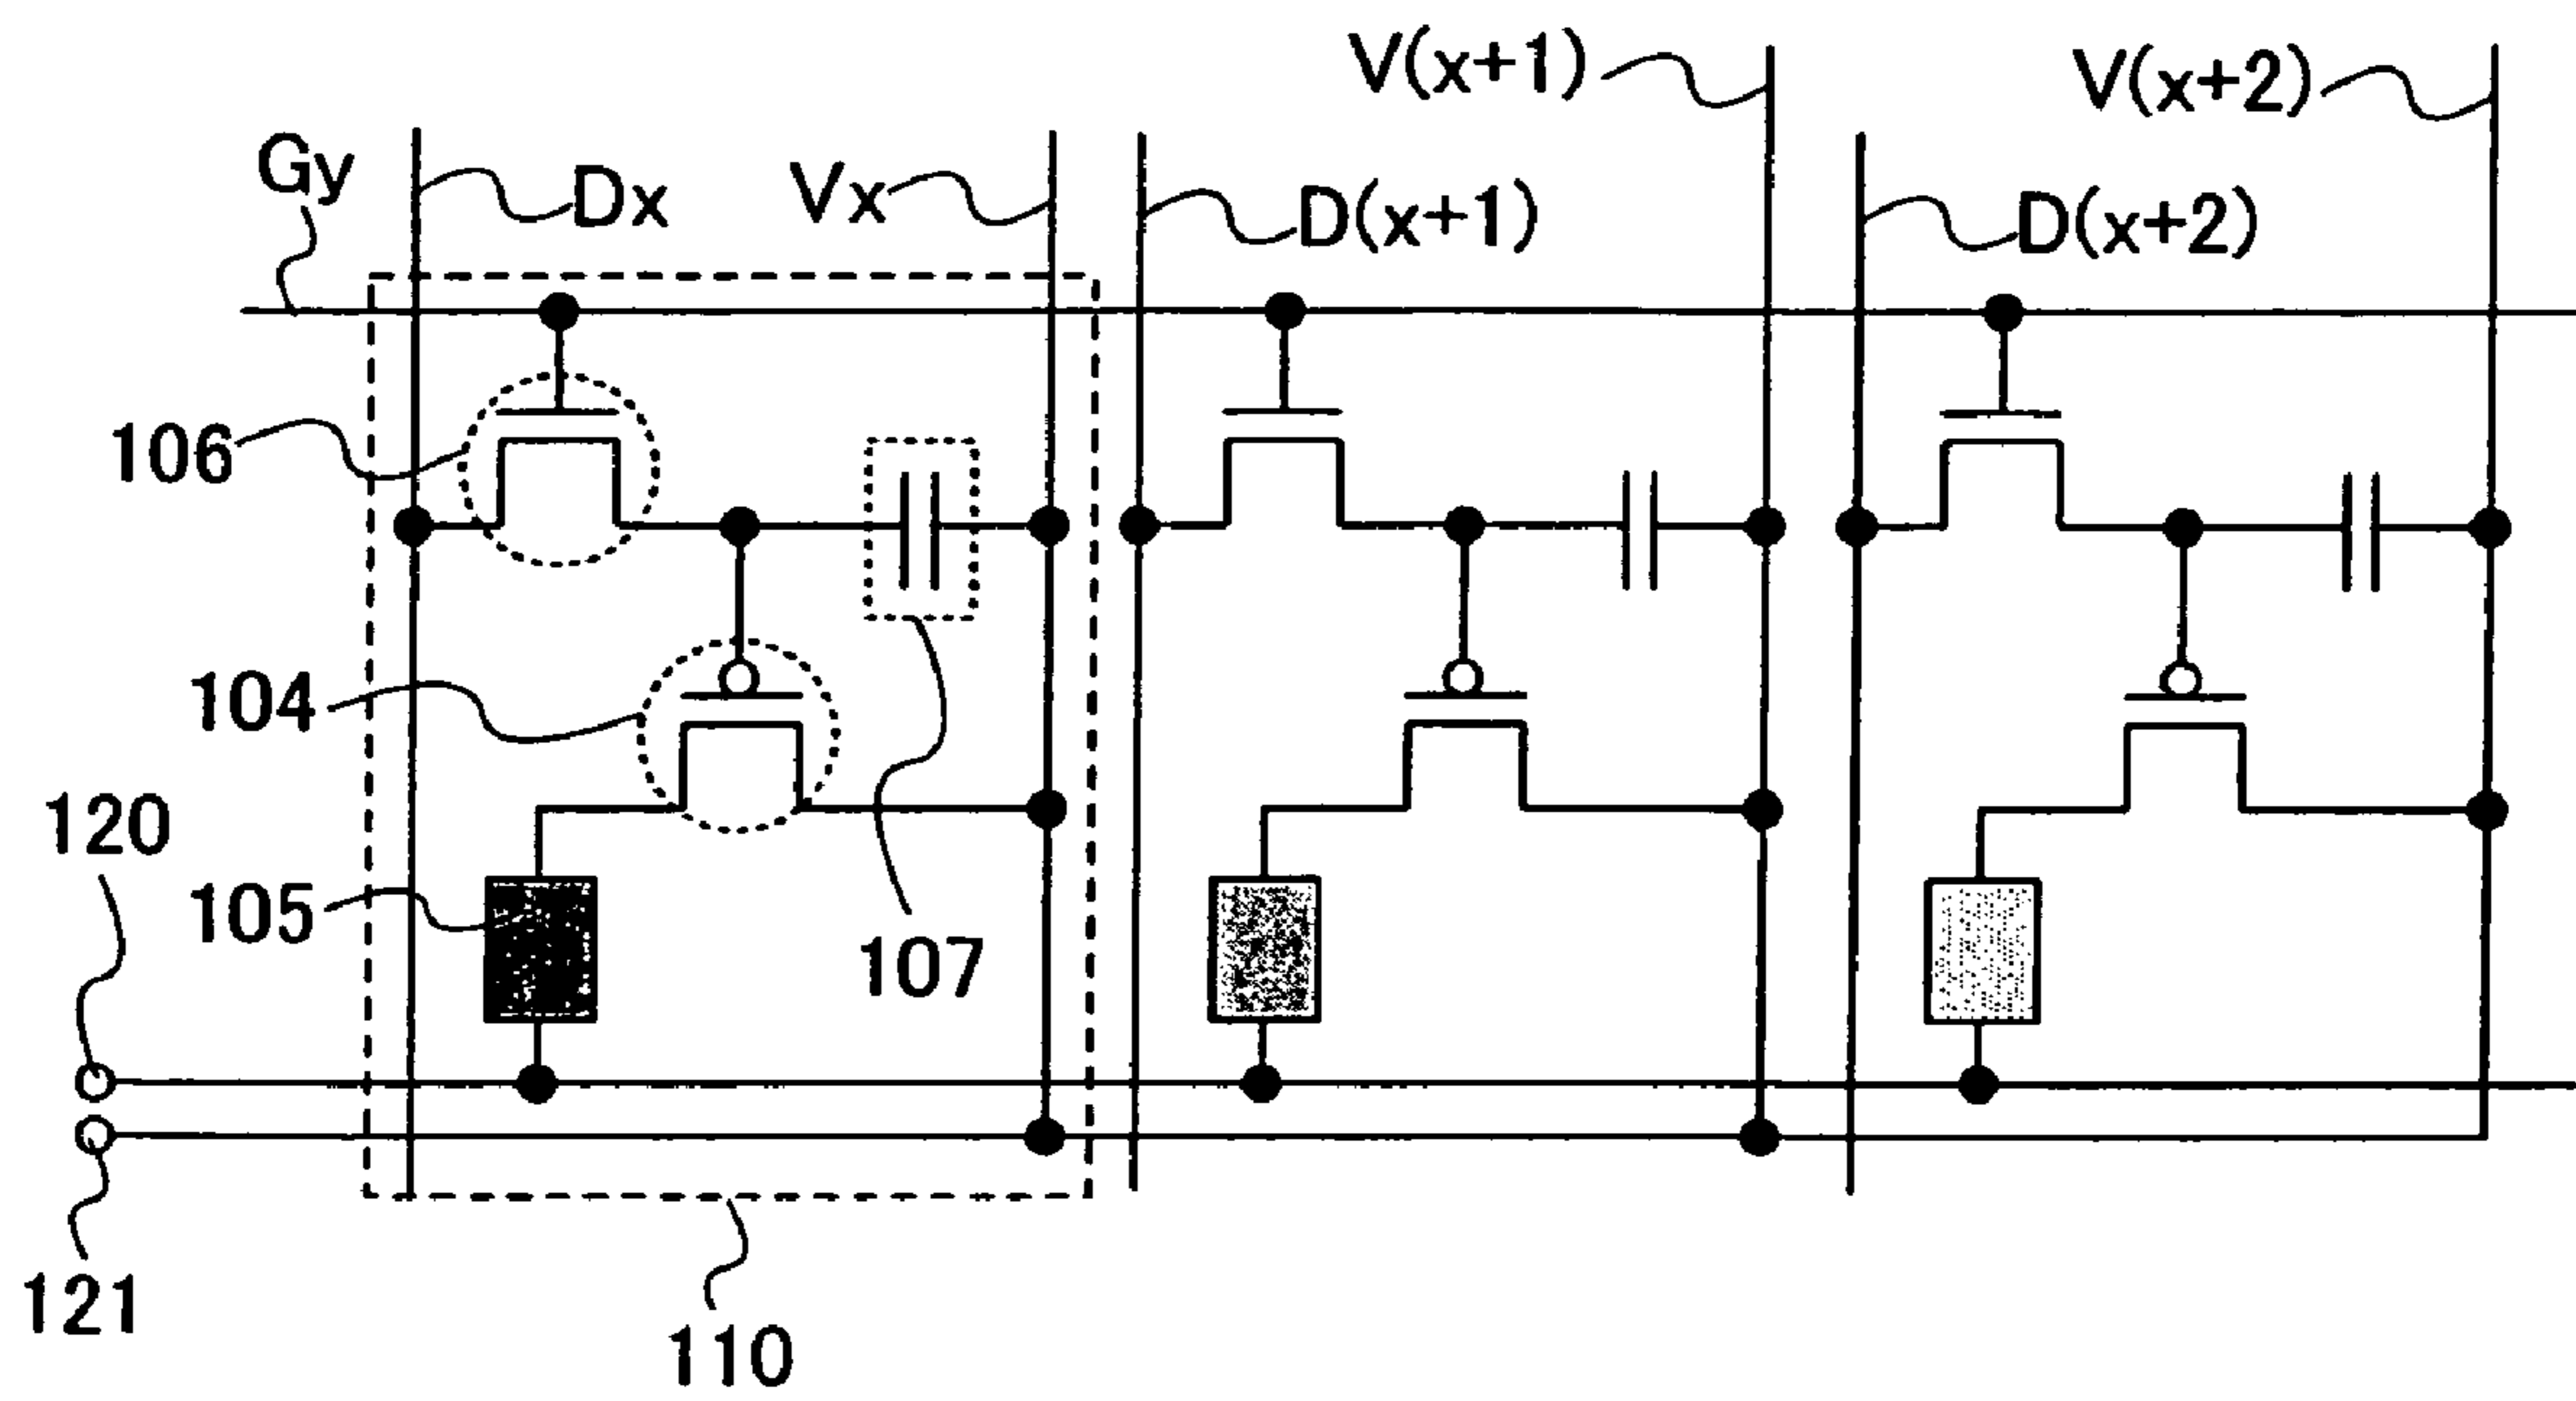 V(x+1)
V(x+2)
Gy
Dx
Vx
D(x+1)
D(x+2)
106
104
120
105
107
121
110